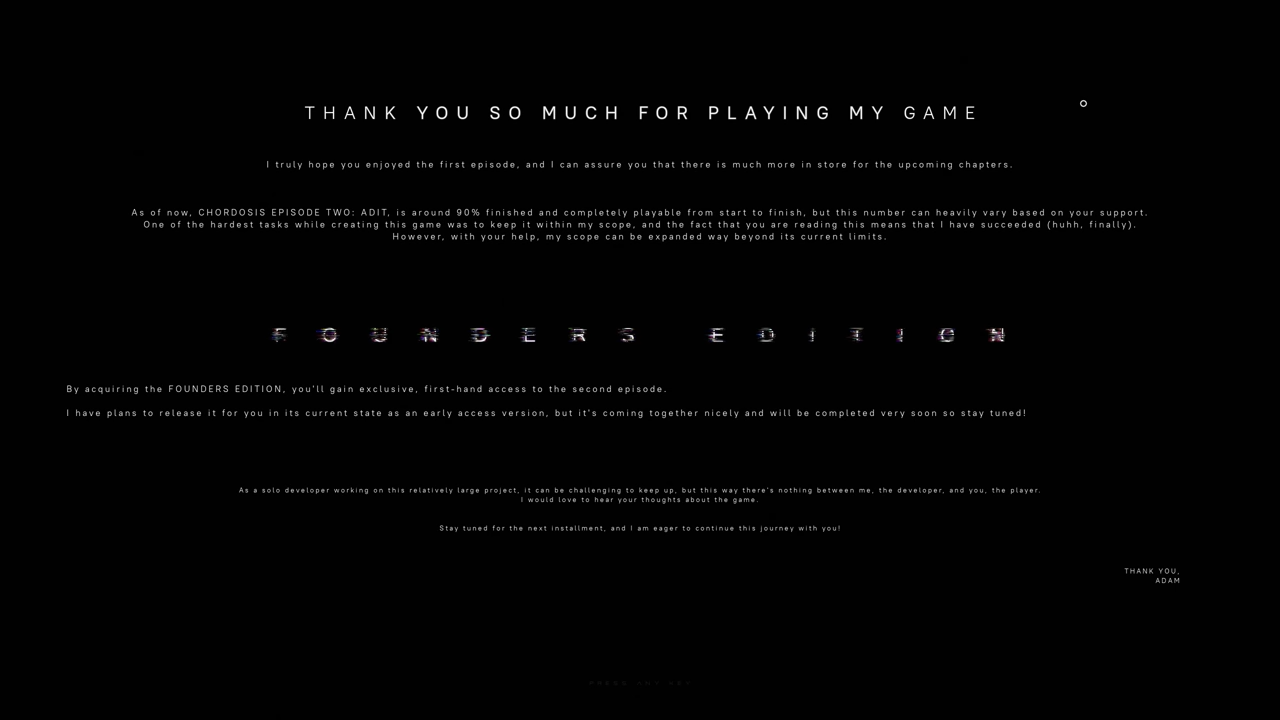 THANK YOU SO MUCH FOR PLAYING MY GAME
I truly hope you enjoyed the first episode, and I can assure you that there is much more in store for the upcoming chapters.
As of now, CHORDOSIS EPISODE TWO: ADIT, is around 90% finished and completely playable from start to finish, but this number can heavily vary based on your support.
One of the hardest tasks while creating this game was to keep it within my scope, and the fact that you are reading this means that I have succeeded (huhh, finally).
However, with your help, my scope can be expanded way beyond its current limits.
FOUNDERS EDITION
By acquiring the FOUNDERS EDITION, you'll gain exclusive, first-hand access to the second episode.
I have plans to release it for you in its current state as an early access version, but it's coming together nicely and will be completed very soon so stay tuned!
As a solo developer working on this relatively large project, it can be challenging to keep up, but this way there's nothing between me, the developer, and you, the player.
I would love to hear your thoughts about the game.
Stay tuned for the next installment, and I am eager to continue this journey with you!
THANK YOU,
ADAM
PRESS ANY KEY